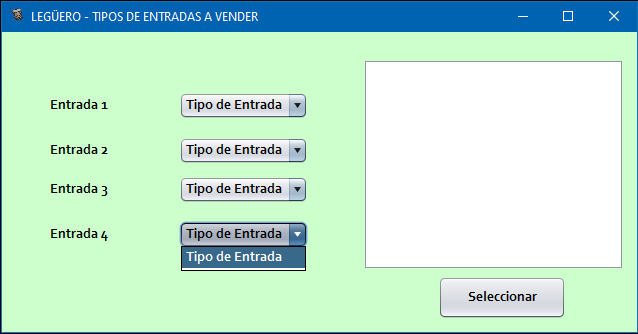 LEGÜERO - TIPOS DE ENTRADAS A VENDER
Entrada 1 Tipo de Entrada
Entrada 2 Tipo de Entrada
Entrada 3 Tipo de Entrada
Entrada 4 Tipo de Entrada
Tipo de Entrada
Seleccionar